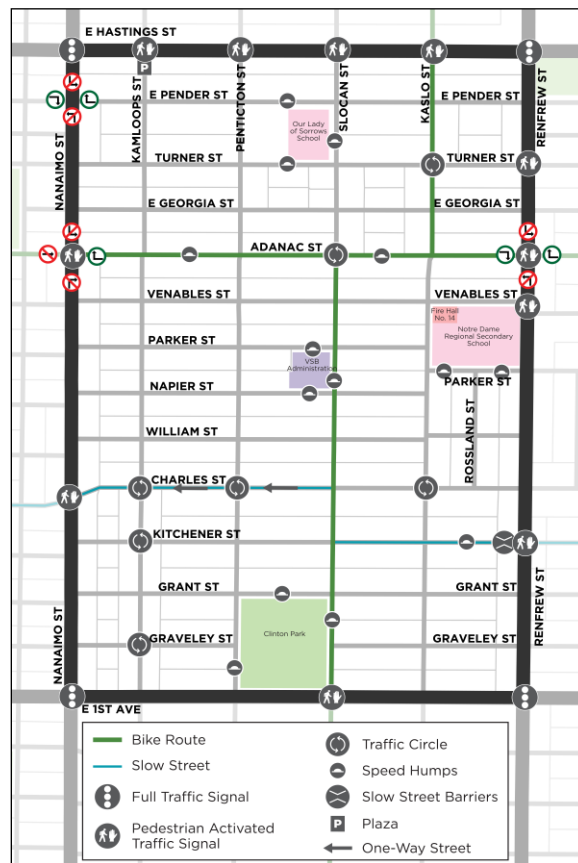 E HASTINGS ST
P
KAMLOOPS ST
PENTICTON ST
SLOCAN ST
KASLO ST
RENFREW ST
NANAIMO ST
E PENDER ST
E PENDER ST
Our Lady
of Sorrows
School
TURNER ST
TURNER ST
E GEORGIA ST
E GEORGIA ST
ADANAC ST
VENABLES ST
VENABLES ST
Fire Hall
No. 14
Notre Dame
Regional Secondary
School
PARKER ST
VSB
Administration
PARKER ST
NAPIER ST
ROSSLAND ST
WILLIAM ST
CHARLES ST
KITCHENER ST
GRANT ST
GRANT ST
NANAIMO ST
RENFREW ST
Clinton Park
GRAVELEY ST
GRAVELEY ST
E 1ST AVE
Bike Route
Slow Street
Full Traffic Signal
Pedestrian Activated
Traffic Signal
Traffic Circle
Speed Humps
Slow Street Barriers
P Plaza
One-Way Street